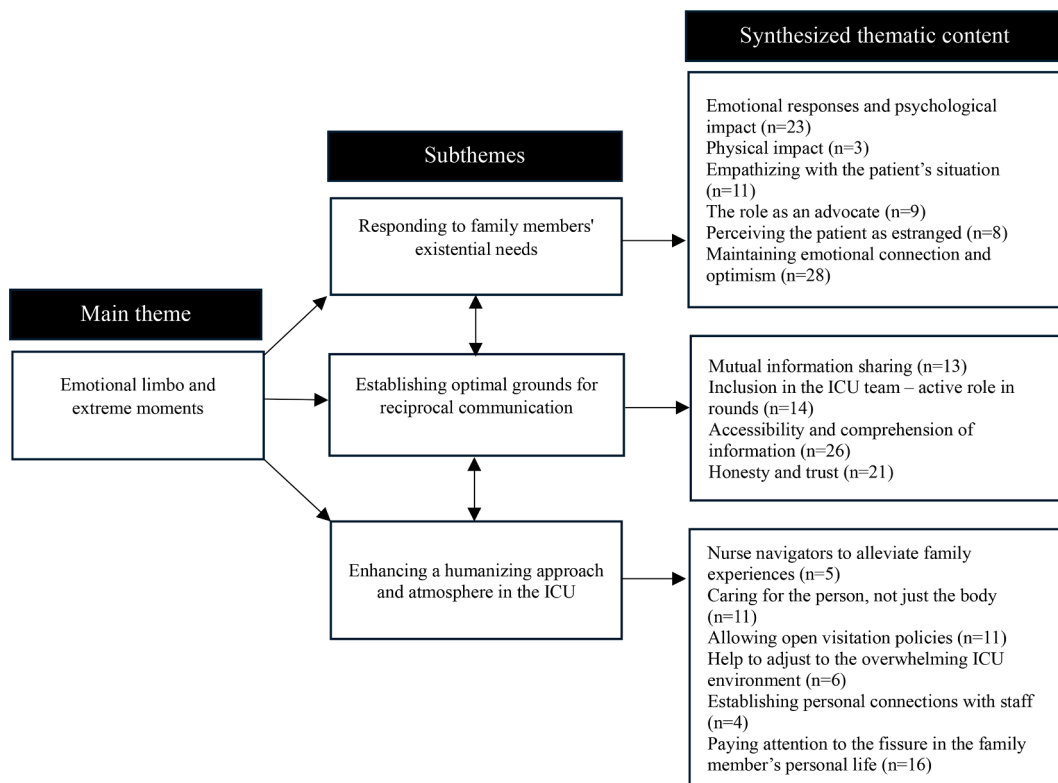 Synthesized thematic content
Emotional responses and psychological
impact (n=23)
Physical impact (n=3)
Empathizing with the patient’s situation
(n=11)
The role as an advocate (n=9)
Perceiving the patient as estranged (n=8)
Maintaining emotional connection and
optimism (n=28)
Subthemes
Responding to family members'
existential needs
Main theme
Emotional limbo and
extreme moments
Establishing optimal grounds for
reciprocal communication
Mutual information sharing (n=13)
Inclusion in the ICU team – active role in
rounds (n=14)
Accessibility and comprehension of
information (n=26)
Honesty and trust (n=21)
Enhancing a humanizing approach
and atmosphere in the ICU
Nurse navigators to alleviate family
experiences (n=5)
Caring for the person, not just the body
(n=11)
Allowing open visitation policies (n=11)
Help to adjust to the overwhelming ICU
environment (n=6)
Establishing personal connections with staff
(n=4)
Paying attention to the fissure in the family
member’s personal life (n=16)